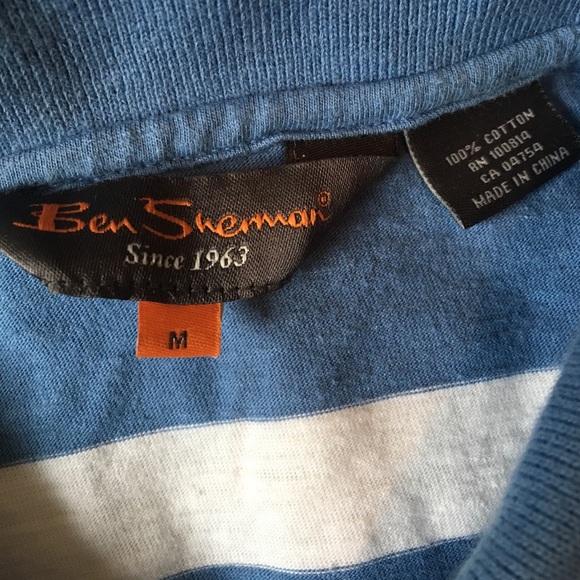 Ben Sherman®
Since 1963
M
100% COTTON
RN 100814
CA 04754
MADE IN CHINA